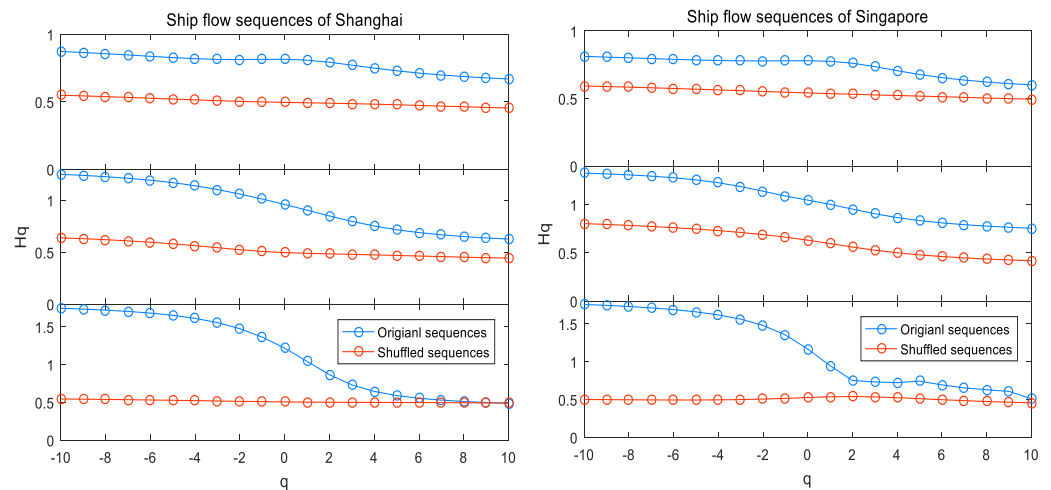 Ship flow sequences of Shanghai
1
0.5
0
1
0.5
0
1.5
1
0.5
0
Hq
Origianl sequences
Shuffled sequences
-10 -8 -6 -4 -2 0 2 4 6 8 10
q
Ship flow sequences of Singapore
1
0.5
0
1
0.5
0
1.5
1
0.5
0
Hq
Origianl sequences
Shuffled sequences
-10 -8 -6 -4 -2 0 2 4 6 8 10
q